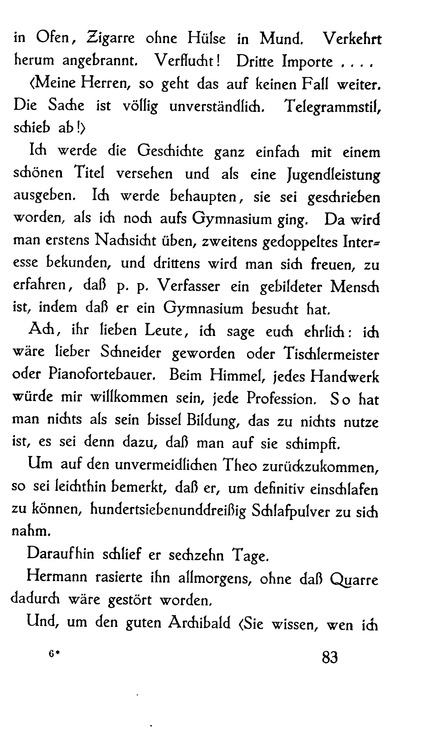 in Ofen, Zigarre ohne Hülse in Mund. Verkehrt
herum angebrannt. Verflucht! Dritte Importe ....
⟨Meine Herren, so geht das auf keinen Fall weiter.
Die Sache ist völlig unverständlich. Telegrammstil,
schieb ab!⟩
Ich werde die Geschichte ganz einfach mit einem
schönen Titel versehen und als eine Jugendleistung
ausgeben. Ich werde behaupten, sie sei geschrieben
worden, als ich noch aufs Gymnasium ging. Da wird
man erstens Nachsicht üben, zweitens gedoppeltes Inter=
esse bekunden, und drittens wird man sich freuen, zu
erfahren, daß p. p. Verfasser ein gebildeter Mensch
ist, indem daß er ein Gymnasium besucht hat.
Ach, ihr lieben Leute, ich sage euch ehrlich: ich
wäre lieber Schneider geworden oder Tischlermeister
oder Pianofortebauer. Beim Himmel, jedes Handwerk
würde mir willkommen sein, jede Profession. So hat
man nichts als sein bissel Bildung, das zu nichts nutze
ist, es sei denn dazu, daß man auf sie schimpft.
Um auf den unvermeidlichen Theo zurückzukommen,
so sei leichthin bemerkt, daß er, um definitiv einschlafen
zu können, hundertsiebenunddreißig Schlafpulver zu sich
nahm.
Daraufhin schlief er sechzehn Tage.
Hermann rasierte ihn allmorgens, ohne daß Quarre
dadurch wäre gestört worden.
Und, um den guten Archibald ⟨Sie wissen, wen ich
6*
83